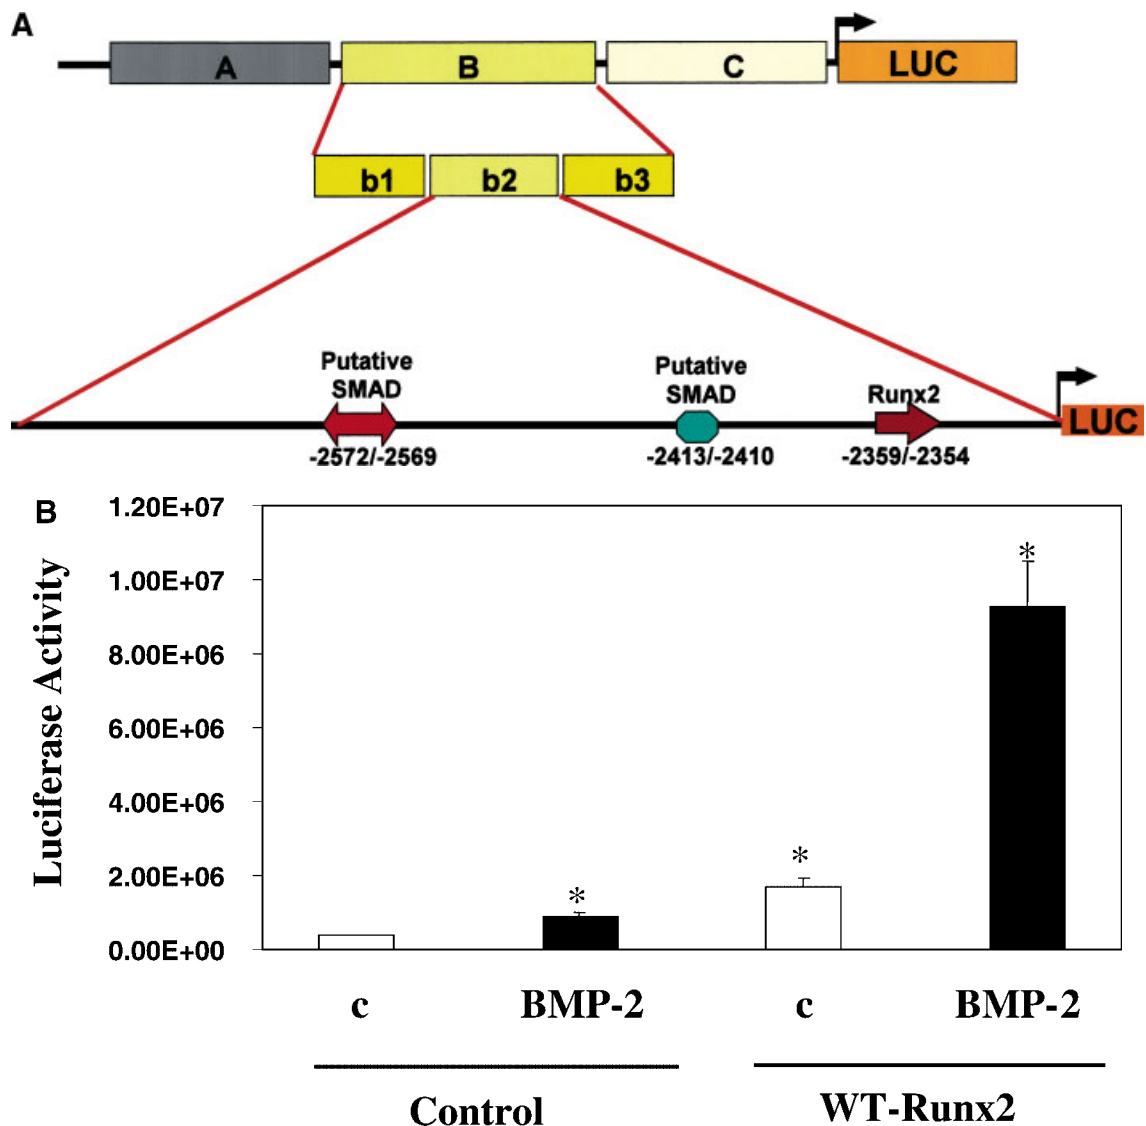 A
A B C LUC
b1 b2 b3
Putative Putative
SMAD SMAD Runx2
LUC
-2572/-2569 -2413/-2410 -2359/-2354
B
Luciferase Activity
1.20E+07
1.00E+07
8.00E+06
6.00E+06
4.00E+06
2.00E+06
0.00E+00
*
*
*
c BMP-2 c BMP-2
Control WT-Runx2